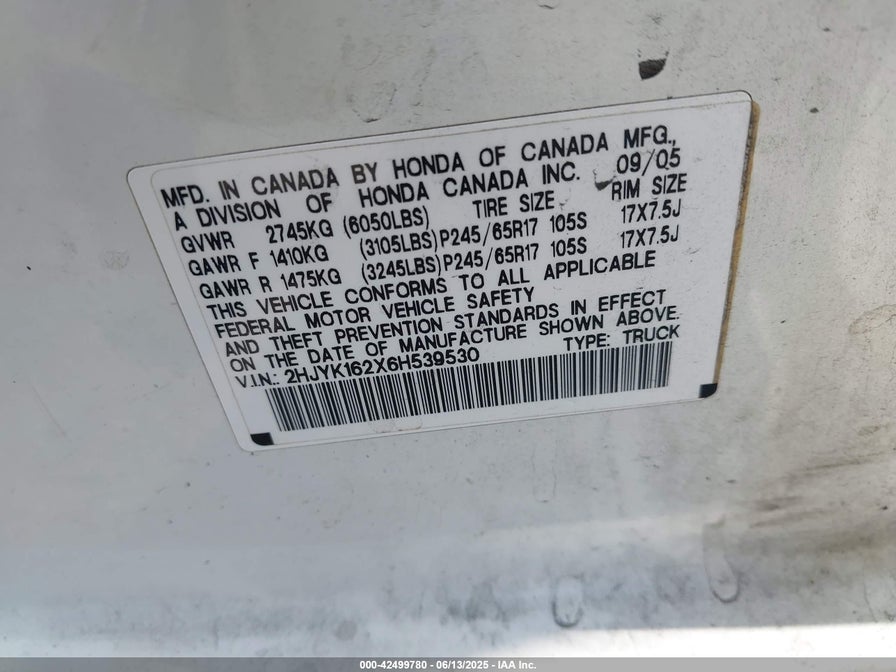 MFD. IN CANADA BY HONDA OF CANADA MFG.,
A DIVISION OF HONDA CANADA INC. 09/05
GVWR 2745KG (6050LBS) TIRE SIZE RIM SIZE
GAWR F 1410KG (3105LBS) P245/65R17 105S 17X7.5J
GAWR R 1475KG (3245LBS) P245/65R17 105S 17X7.5J
THIS VEHICLE CONFORMS TO ALL APPLICABLE
FEDERAL MOTOR VEHICLE SAFETY
AND THEFT PREVENTION STANDARDS IN EFFECT
ON THE DATE OF MANUFACTURE SHOWN ABOVE.
V.I.N.: 2HJYK162X6H539530 TYPE: TRUCK
000-42499780 - 06/13/2025 - IAA Inc.